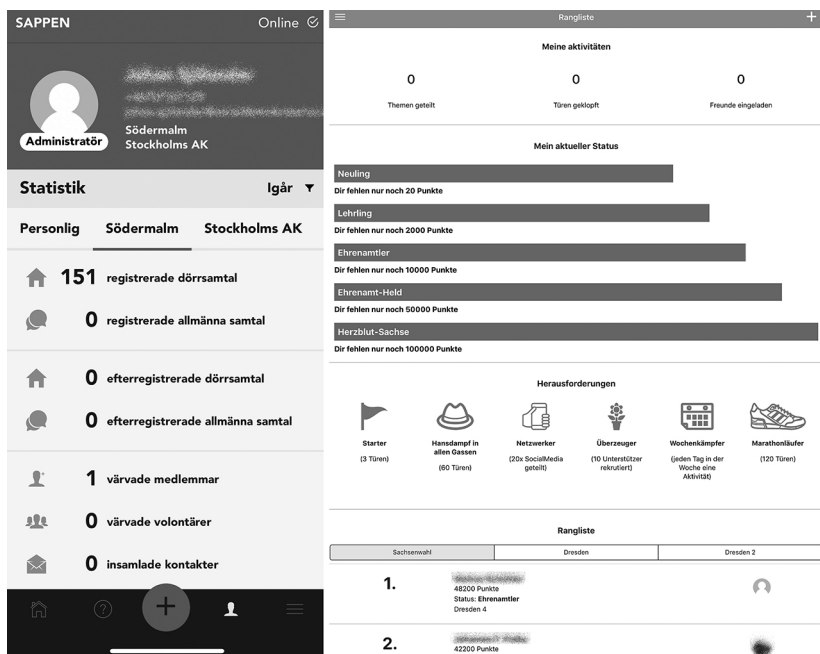 SAPPEN
Online
Administratör
Södermalm
Stockholms AK
Statistik
Igår
Personlig
Södermalm
Stockholms AK
151 registrerade dörrsamtal
0 registrerade allmänna samtal
0 efterregistrerade dörrsamtal
0 efterregistrerade allmänna samtal
1 värvade medlemmar
0 värvade volontärer
0 insamlade kontakter
Rangliste
Meine aktivitäten
0 0 0
Themen geteilt Türen geklopft Freunde eingeladen
Mein aktueller Status
Neuling
Dir fehlen nur noch 20 Punkte
Lehrling
Dir fehlen nur noch 2000 Punkte
Ehrenamtler
Dir fehlen nur noch 10000 Punkte
Ehrenamt-Held
Dir fehlen nur noch 50000 Punkte
Herzblut-Sachse
Dir fehlen nur noch 100000 Punkte
Herausforderungen
Starter
(3 Türen)
Hansdampf in
allen Gassen
(60 Türen)
Netzwerker
(20x SocialMedia
geteilt)
Überzeuger
(10 Unterstützer
rekrutiert)
Wochenkämpfer
(jeden Tag in der
Woche eine
Aktivität)
Marathonläufer
(120 Türen)
Rangliste
Sachsenwahl Dresden Dresden 2
1.
48200 Punkte
Status: Ehrenamtler
Dresden 4
2.
42200 Punkte